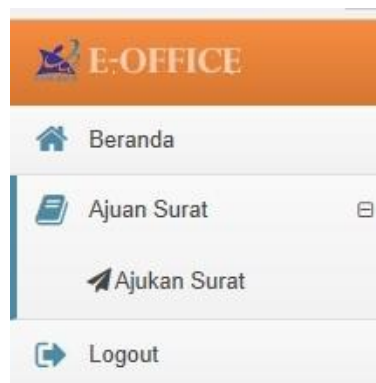 E-OFFICE
Beranda
Ajuan Surat
Ajukan Surat
Logout